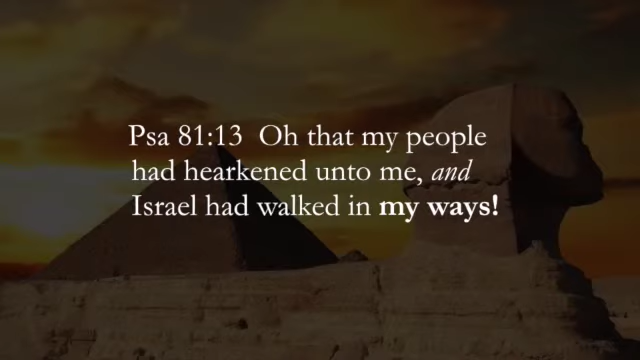 Psa 81:13  Oh that my people
had hearkened unto me, and
Israel had walked in my ways!